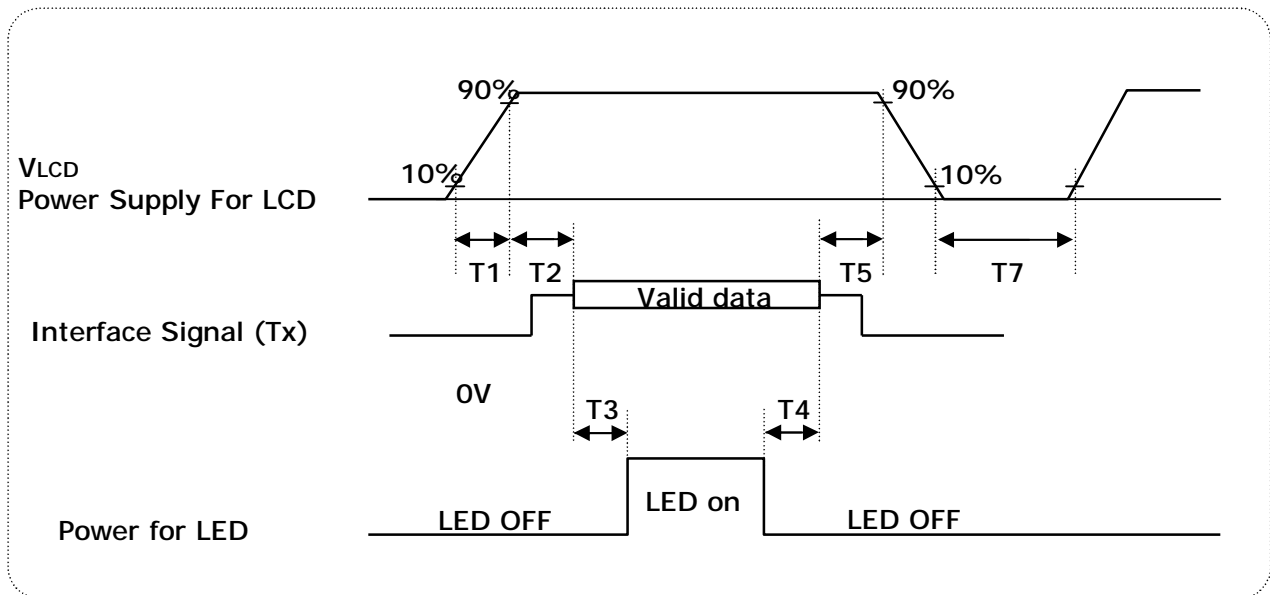 90% 90%
VLCD
10% 10%
Power Supply For LCD
T1 T2 T5 T7
Valid data
Interface Signal (Tx)
0V
T3 T4
LED on
Power for LED LED OFF LED OFF